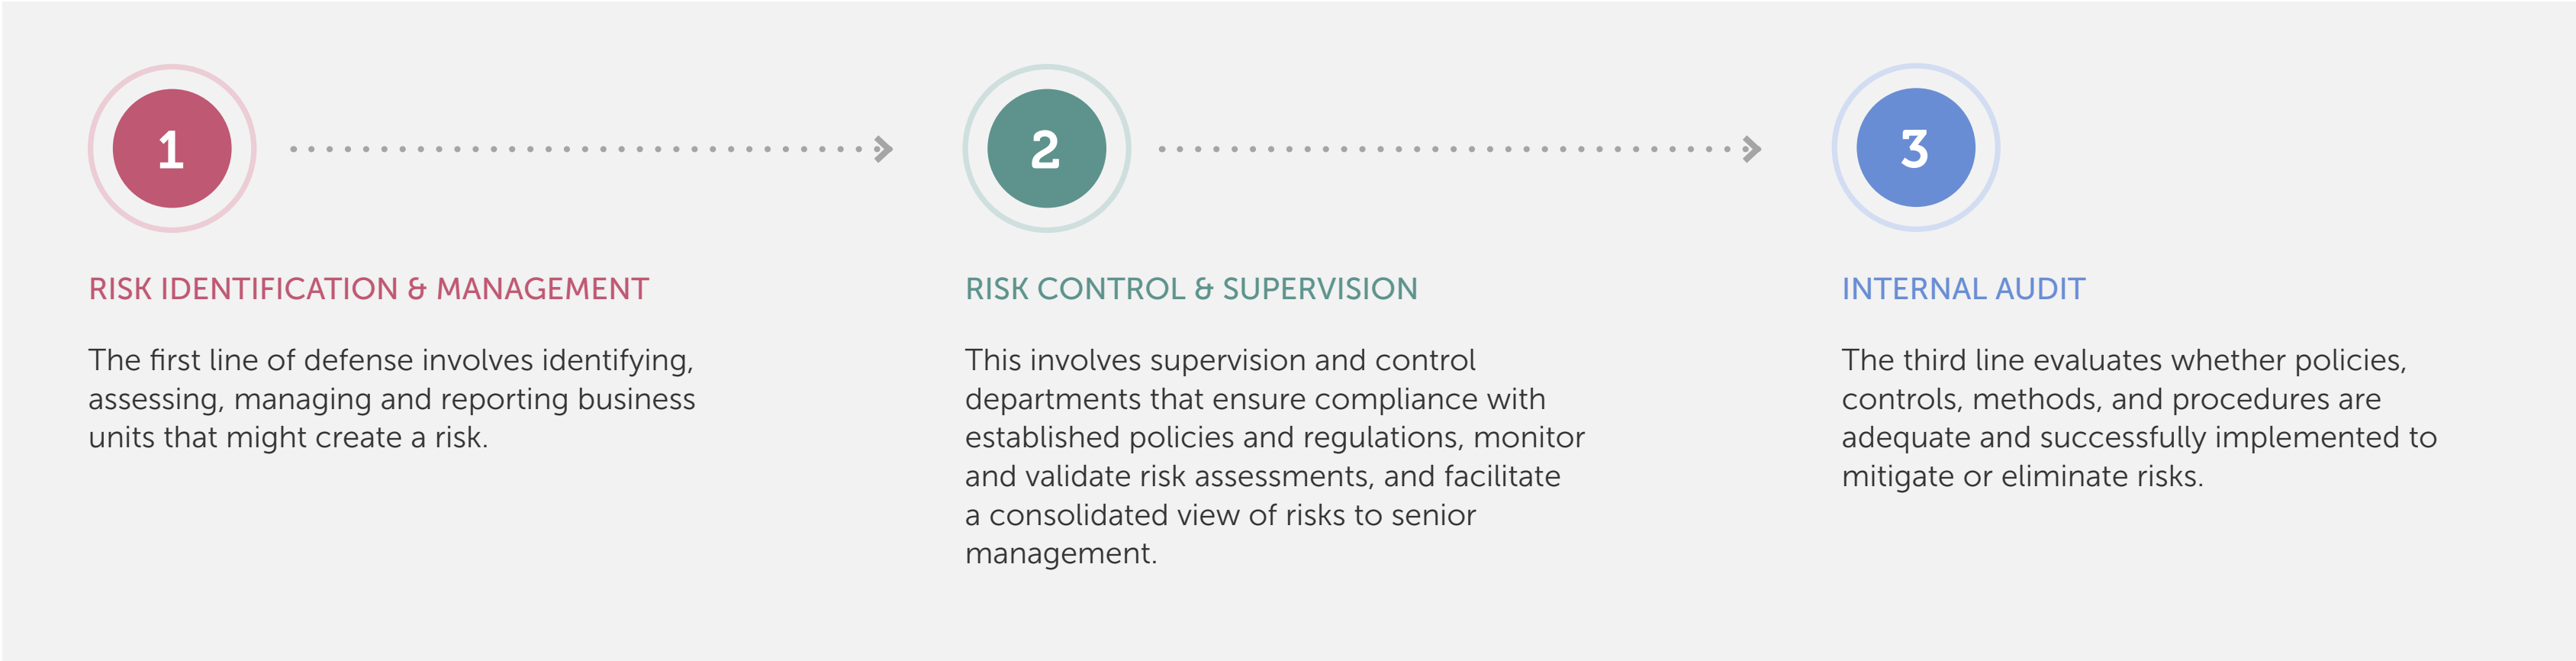 1
2
3
RISK IDENTIFICATION & MANAGEMENT
The first line of defense involves identifying,
assessing, managing and reporting business
units that might create a risk.
RISK CONTROL & SUPERVISION
This involves supervision and control
departments that ensure compliance with
established policies and regulations, monitor
and validate risk assessments, and facilitate
a consolidated view of risks to senior
management.
INTERNAL AUDIT
The third line evaluates whether policies,
controls, methods, and procedures are
adequate and successfully implemented to
mitigate or eliminate risks.